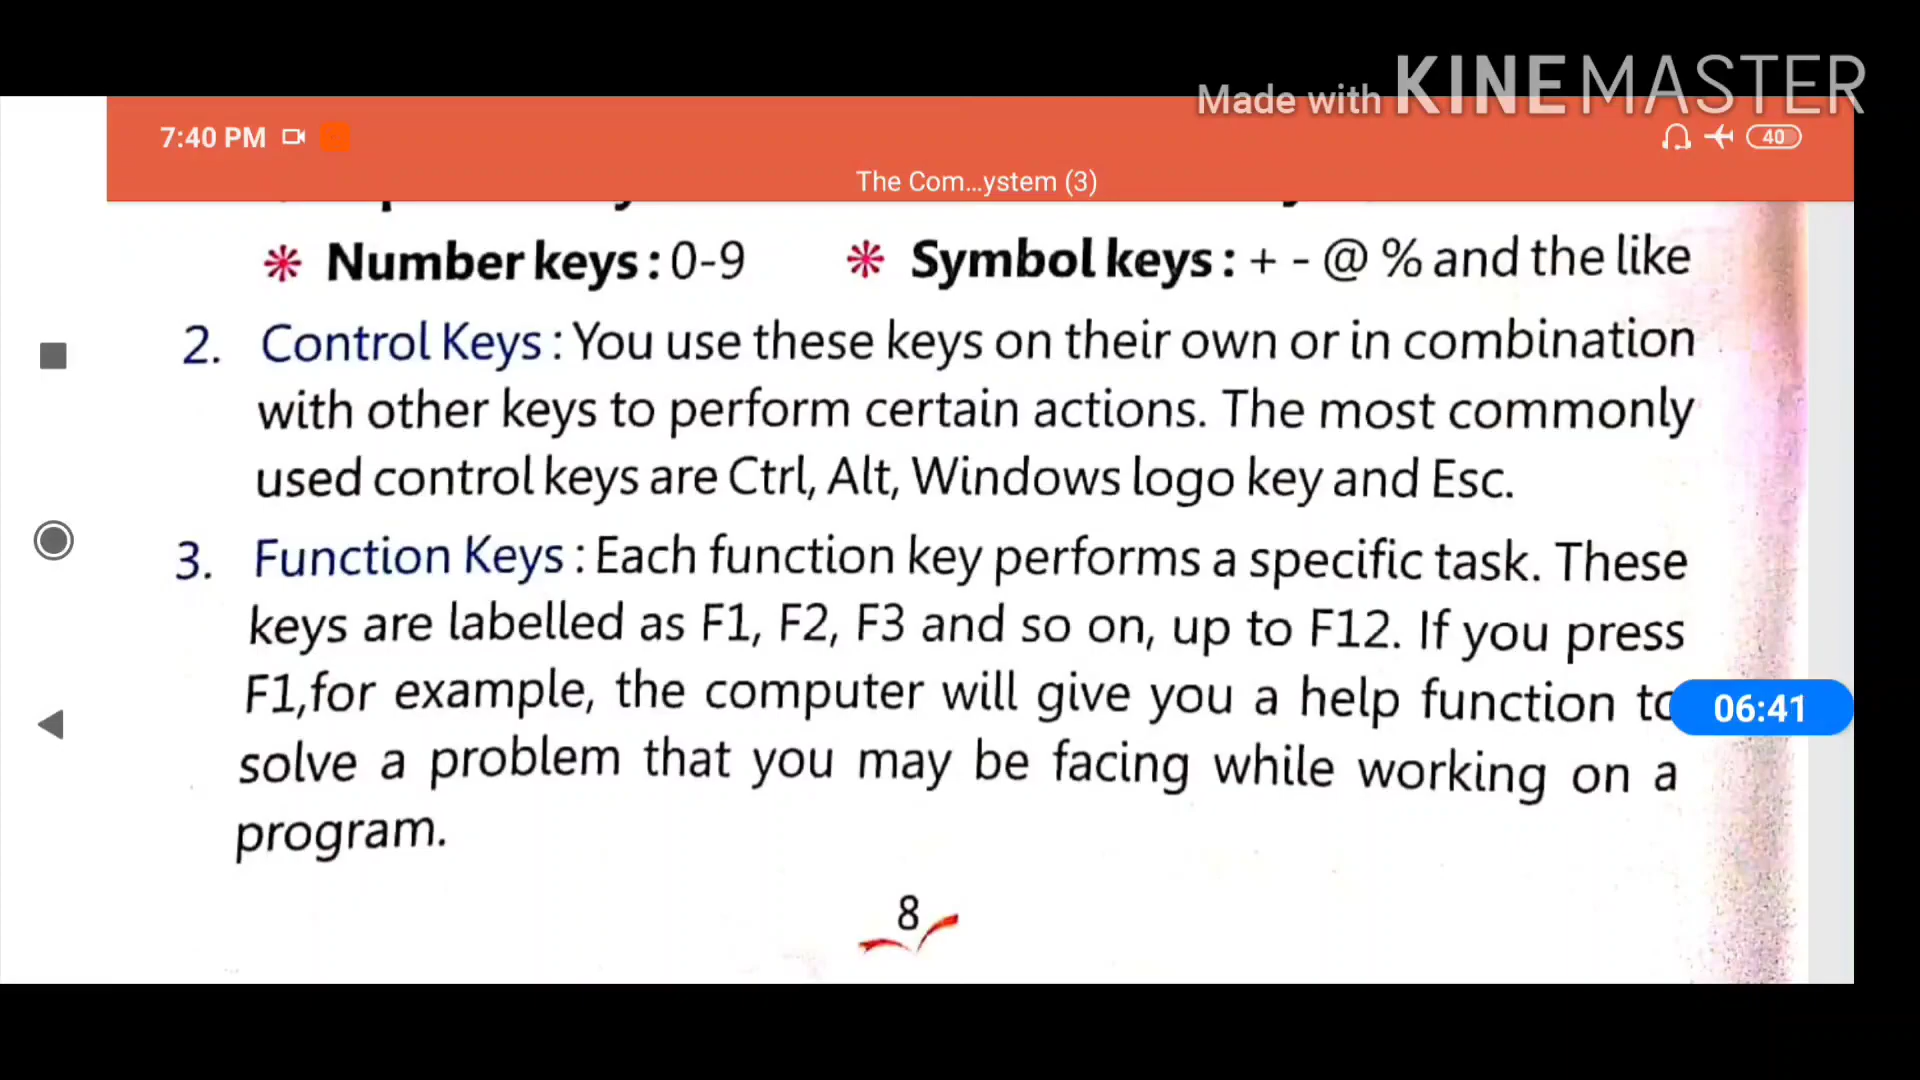 Made with KINEMASTER
7:40 PM 40
The Com...ystem (3)
* Number keys : 0-9 * Symbol keys : + - @ % and the like
2. Control Keys : You use these keys on their own or in combination
with other keys to perform certain actions. The most commonly
used control keys are Ctrl, Alt, Windows logo key and Esc.
3. Function Keys : Each function key performs a specific task. These
keys are labelled as F1, F2, F3 and so on, up to F12. If you press
F1,for example, the computer will give you a help function to
06:41
solve a problem that you may be facing while working on a
program.
8